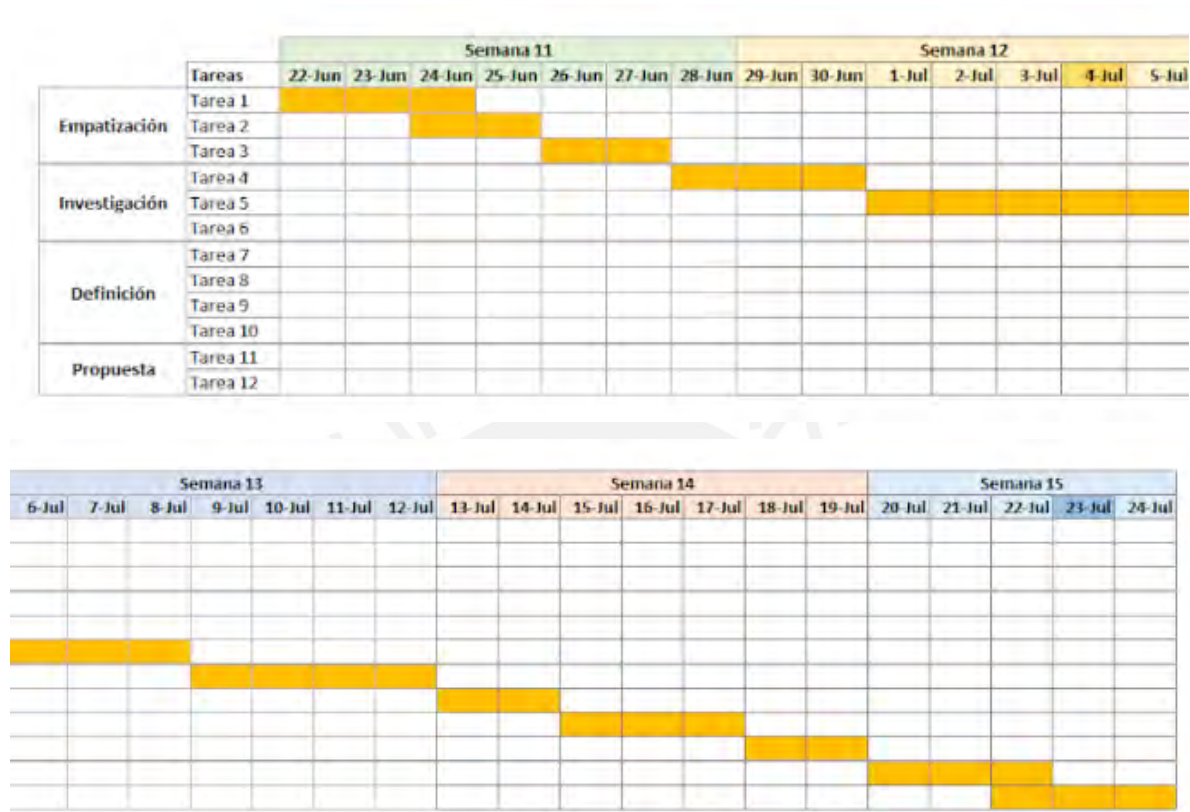 Semana 11 Semana 12
Tareas 22-Jun 23-Jun 24-Jun 25-Jun 26-Jun 27-Jun 28-Jun 29-Jun 30-Jun 1-Jul 2-Jul 3-Jul 4-Jul 5-Jul
Empatización
Tarea 1
Tarea 2
Tarea 3
Investigación
Tarea 4
Tarea 5
Tarea 6
Definición
Tarea 7
Tarea 8
Tarea 9
Tarea 10
Propuesta
Tarea 11
Tarea 12
Semana 13 Semana 14 Semana 15
6-Jul 7-Jul 8-Jul 9-Jul 10-Jul 11-Jul 12-Jul 13-Jul 14-Jul 15-Jul 16-Jul 17-Jul 18-Jul 19-Jul 20-Jul 21-Jul 22-Jul 23-Jul 24-Jul